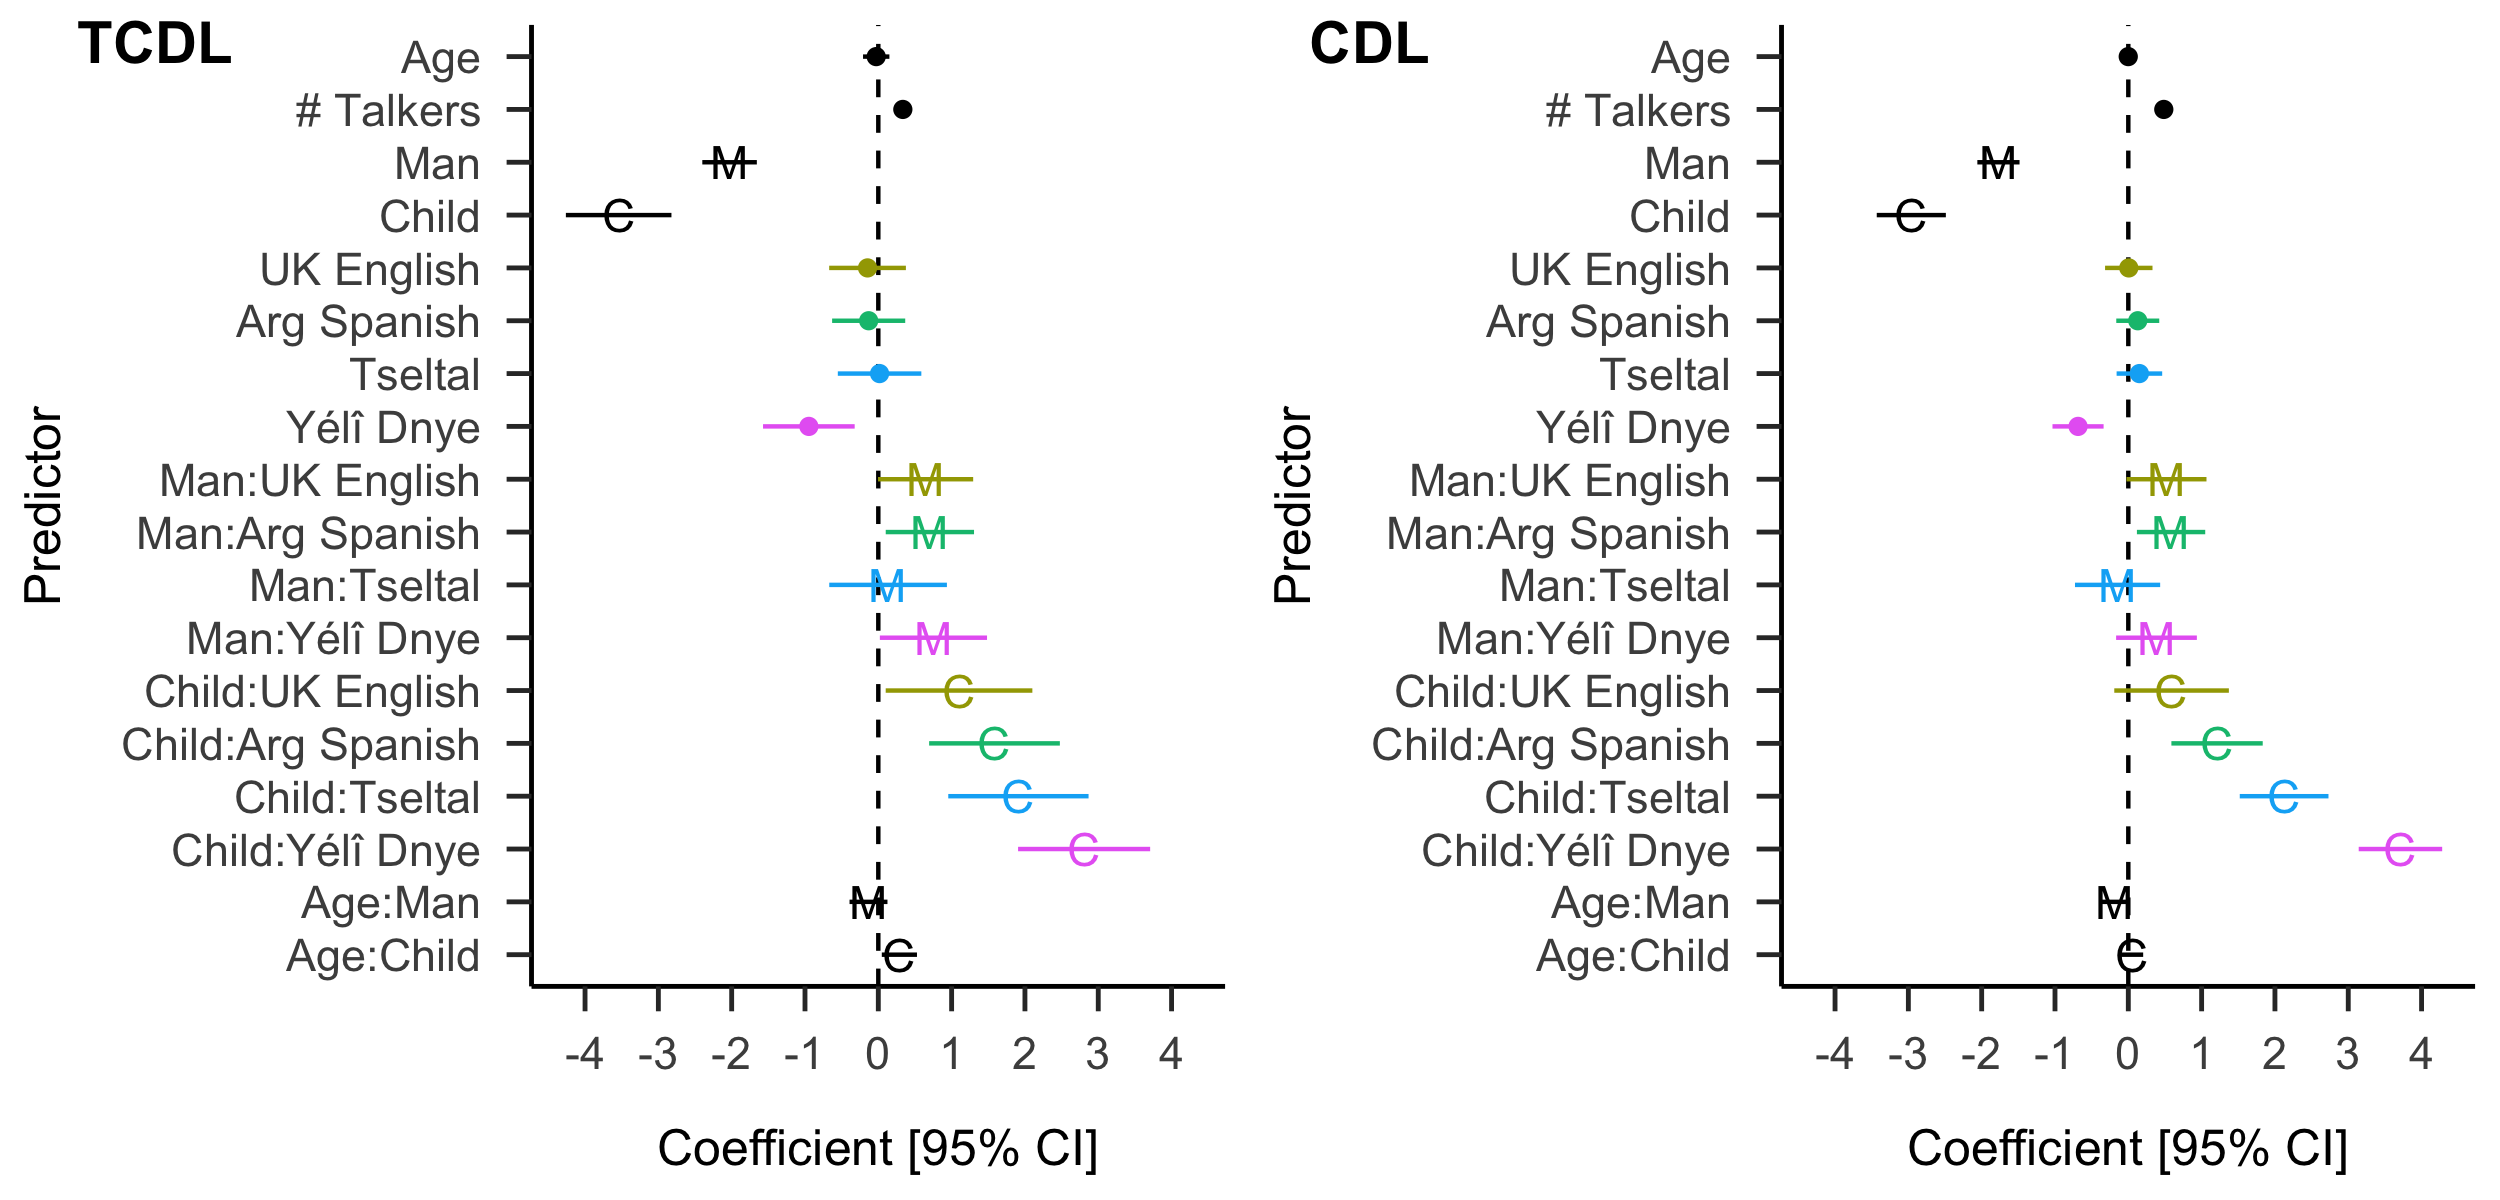 TCDL
Age
# Talkers
Man
Child
UK English
Arg Spanish
Tseltal
Yélî Dnye
Man:UK English
Man:Arg Spanish
Man:Tseltal
Man:Yélî Dnye
Child:UK English
Child:Arg Spanish
Child:Tseltal
Child:Yélî Dnye
Age:Man
Age:Child
Predictor
M
C
M
M
M
M
C
C
C
C
M
C
-4 -3 -2 -1 0 1 2 3 4
Coefficient [95% CI]
CDL
Age
# Talkers
Man
Child
UK English
Arg Spanish
Tseltal
Yélî Dnye
Man:UK English
Man:Arg Spanish
Man:Tseltal
Man:Yélî Dnye
Child:UK English
Child:Arg Spanish
Child:Tseltal
Child:Yélî Dnye
Age:Man
Age:Child
Predictor
M
C
M
M
M
M
C
C
C
C
M
C
-4 -3 -2 -1 0 1 2 3 4
Coefficient [95% CI]